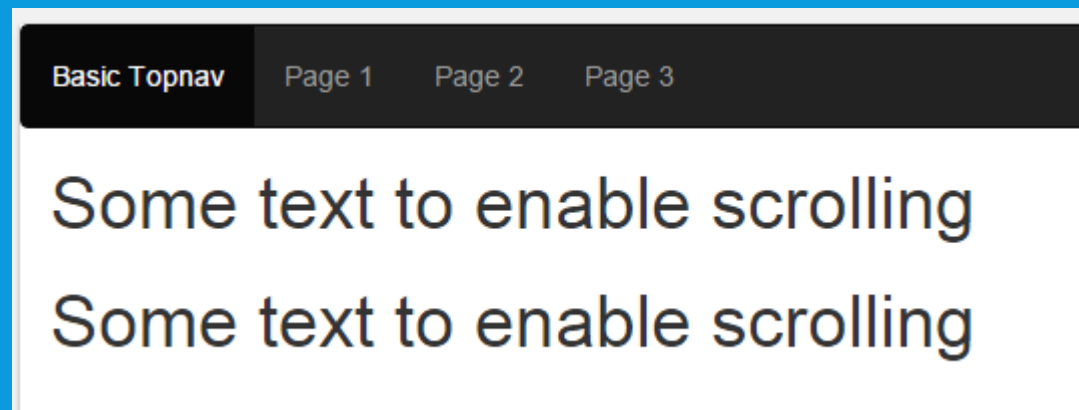 Basic Topnav Page 1 Page 2 Page 3
Some text to enable scrolling
Some text to enable scrolling